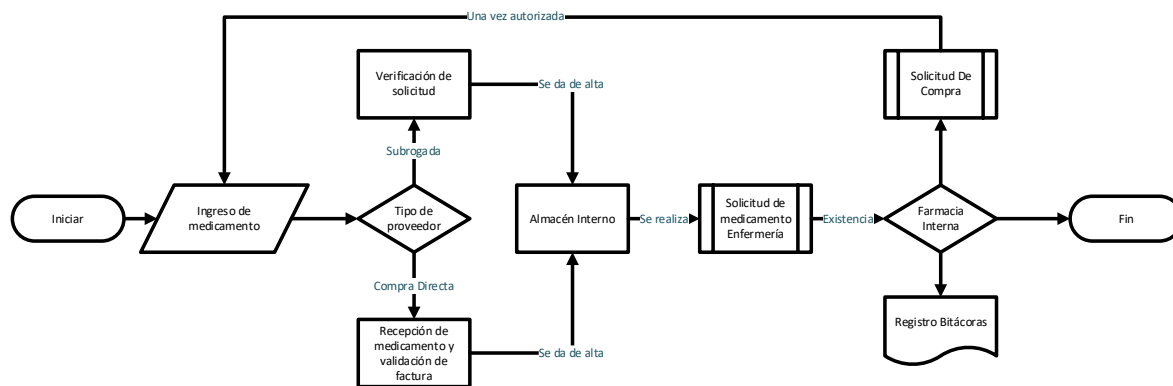 Una vez autorizada
Verificación de
solicitud
Se da de alta
Solicitud De
Compra
Subrogada
Iniciar
Ingreso de
medicamento
Tipo de
proveedor
Almacén Interno
Se realiza
Solicitud de
medicamento
Enfermería
Existencia
Farmacia
Interna
Fin
Compra Directa
Recepción de
medicamento y
validación de
factura
Se da de alta
Registro Bitácoras